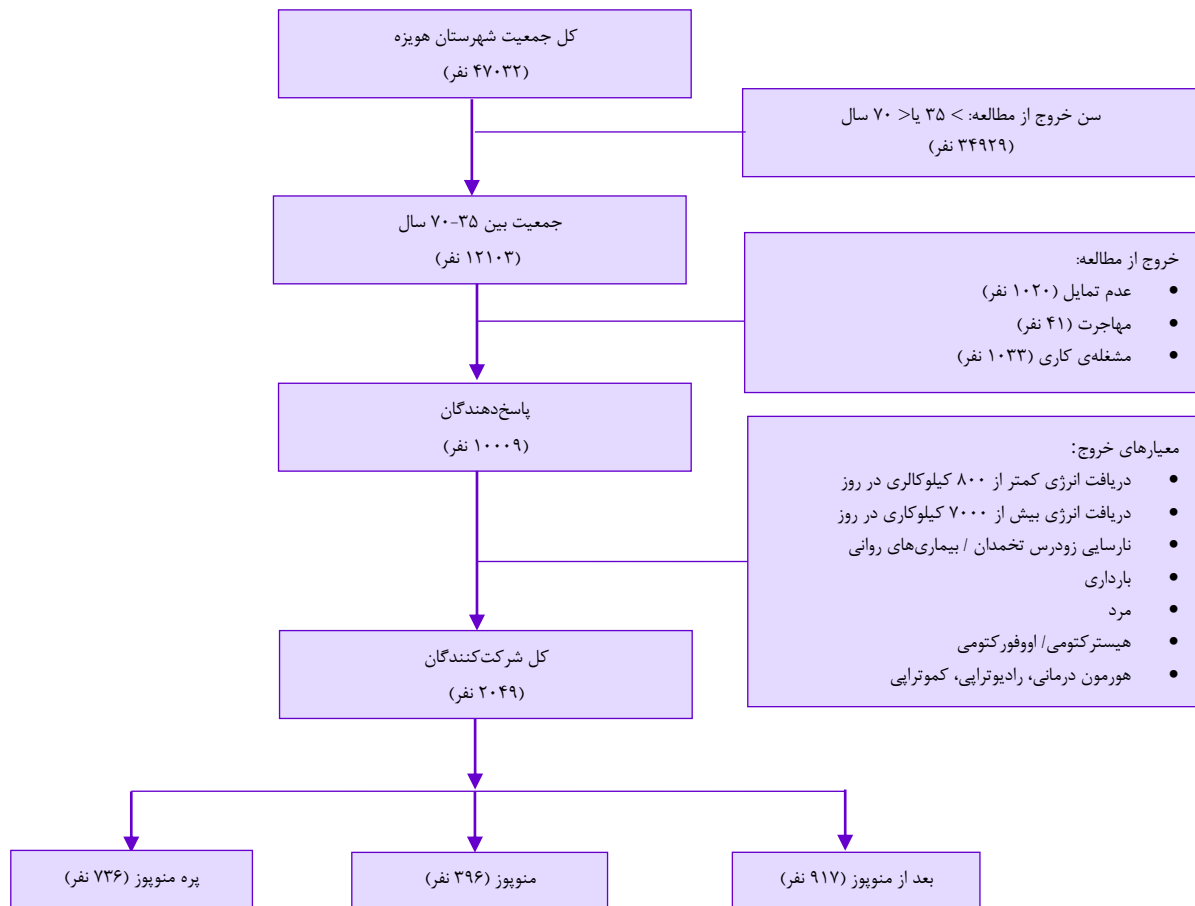 کل جمعیت شهرستان هویزه
(۴۷۰۳۲ نفر)
سن خروج از مطالعه: > ۳۵ یا< ۷۰ سال
(۳۴۹۲۹ نفر)
جمعیت بین ۳۵-۷۰ سال
(۱۲۱۰۳ نفر)
خروج از مطالعه:
• عدم تمایل (۱۰۲۰ نفر)
• مهاجرت (۴۱ نفر)
• مشغله‌ی کاری (۱۰۳۳ نفر)
پاسخ‌دهندگان
(۱۰۰۰۹ نفر)
معیارهای خروج:
• دریافت انرژی کمتر از ۸۰۰ کیلوکالری در روز
• دریافت انرژی بیش از ۷۰۰۰ کیلوکاری در روز
• نارسایی زودرس تخمدان / بیماری‌های روانی
• بارداری
• مرد
• هیسترکتومی/ اووفورکتومی
• هورمون درمانی، رادیوتراپی، کموتراپی
کل شرکت‌کنندگان
(۲۰۴۹ نفر)
بعد از منوپوز (۹۱۷ نفر)
منوپوز (۳۹۶ نفر)
پره منوپوز (۷۳۶ نفر)